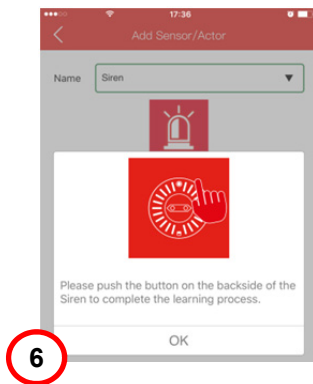 17:36
Add Sensor/Actor
Name
Siren
Please push the button on the backside of the
Siren to complete the learning process.
OK
6